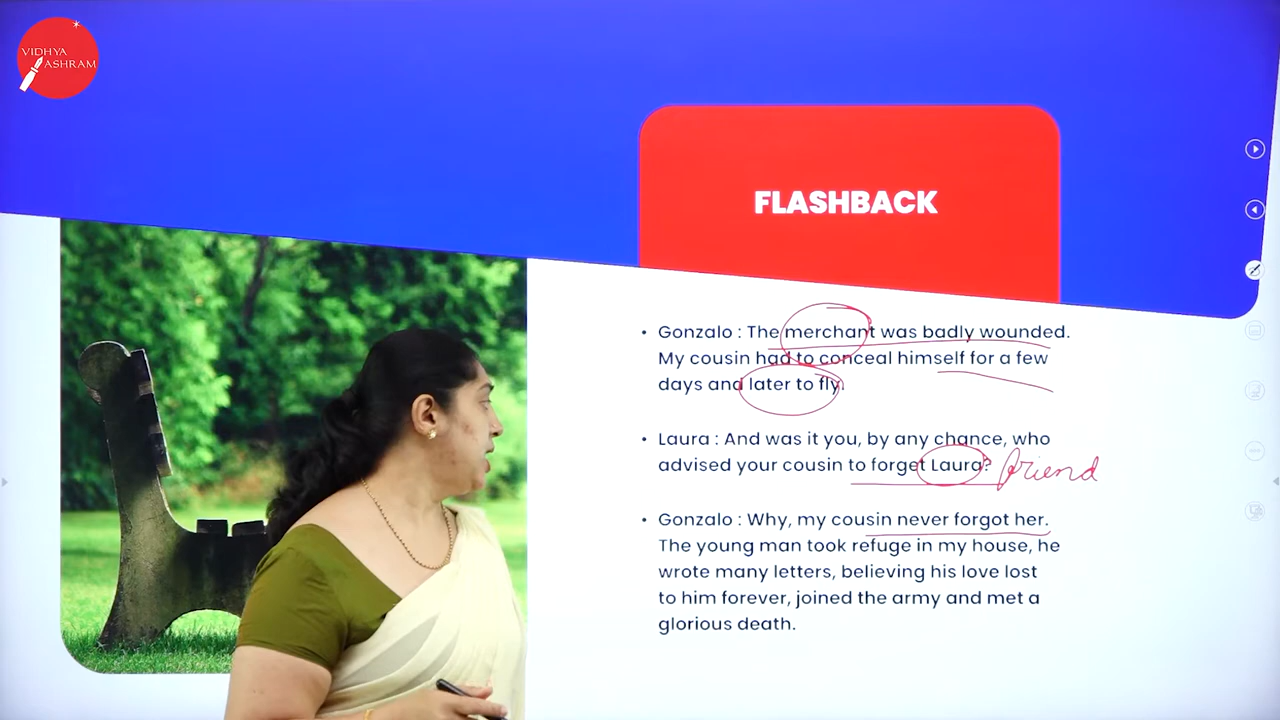 VIDHYA
ASHRAM
FLASHBACK
• Gonzalo : The merchant was badly wounded.
My cousin had to conceal himself for a few
days and later to fly.
• Laura : And was it you, by any chance, who
advised your cousin to forget Laura? friend
• Gonzalo : Why, my cousin never forgot her.
The young man took refuge in my house, he
wrote many letters, believing his love lost
to him forever, joined the army and met a
glorious death.